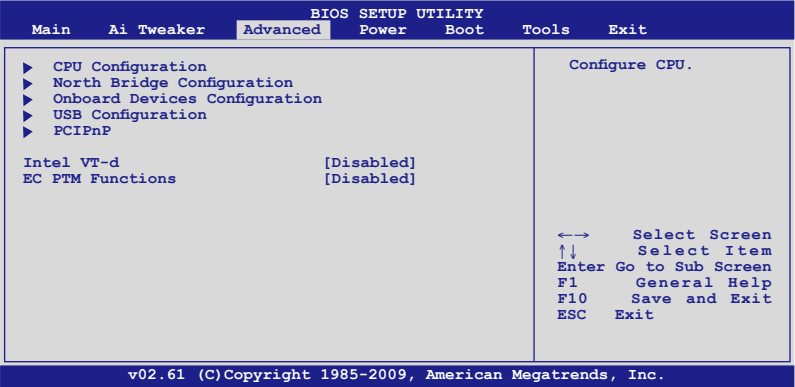 BIOS SETUP UTILITY
Main Ai Tweaker Advanced Power Boot Tools Exit
CPU Configuration
North Bridge Configuration
Onboard Devices Configuration
USB Configuration
PCIPnP
Intel VT-d [Disabled]
EC PTM Functions [Disabled]
Configure CPU.
←→ Select Screen
↑↓ Select Item
Enter Go to Sub Screen
F1 General Help
F10 Save and Exit
ESC Exit
v02.61 (C)Copyright 1985-2009, American Megatrends, Inc.